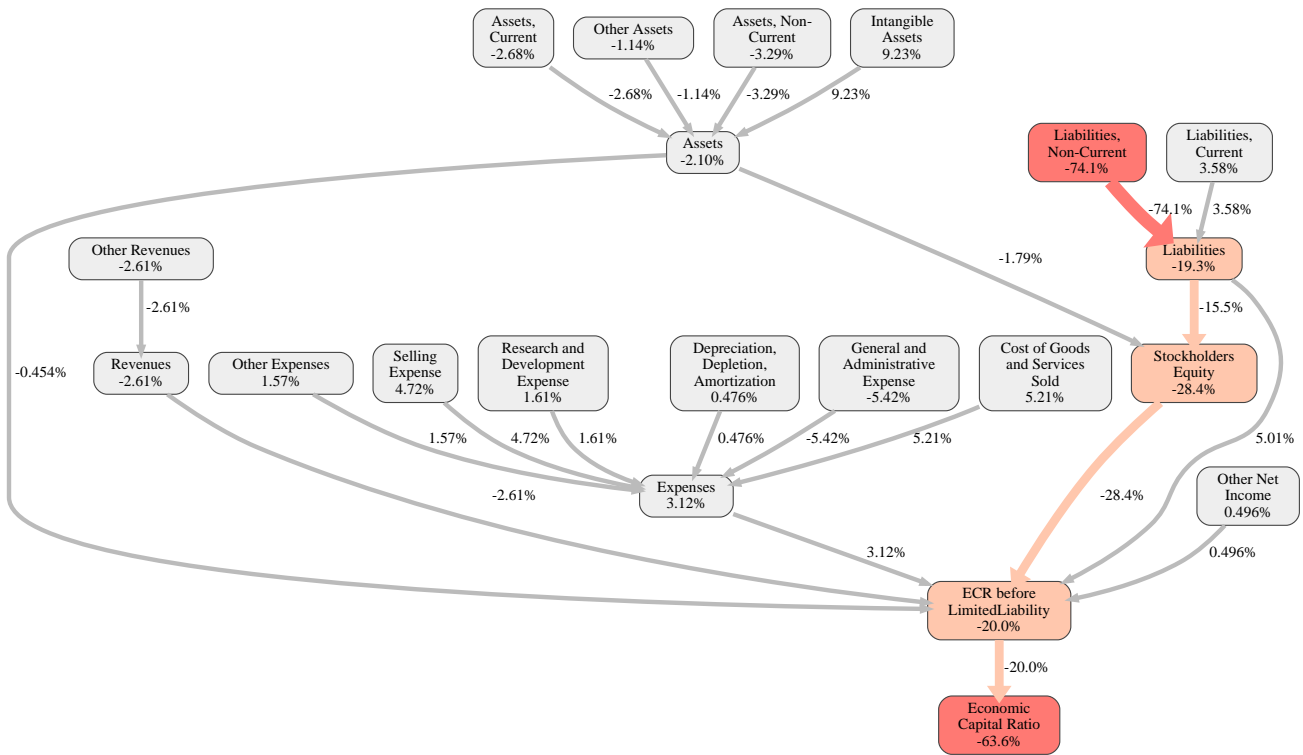 Assets,
Current
-2.68%
Other Assets
-1.14%
Assets, Non-
Current
-3.29%
Intangible
Assets
9.23%
-2.68%
-1.14%
-3.29%
9.23%
Assets
-2.10%
Liabilities,
Non-Current
-74.1%
Liabilities,
Current
3.58%
-74.1%
3.58%
Other Revenues
-2.61%
Liabilities
-19.3%
-1.79%
-2.61%
-15.5%
-0.454%
Revenues
-2.61%
Other Expenses
1.57%
Selling
Expense
4.72%
Research and
Development
Expense
1.61%
Depreciation,
Depletion,
Amortization
0.476%
General and
Administrative
Expense
-5.42%
Cost of Goods
and Services
Sold
5.21%
Stockholders
Equity
-28.4%
1.57%
4.72%
1.61%
0.476%
-5.42%
5.21%
5.01%
-2.61%
Expenses
3.12%
-28.4%
Other Net
Income
0.496%
3.12%
0.496%
ECR before
LimitedLiability
-20.0%
-20.0%
Economic
Capital Ratio
-63.6%